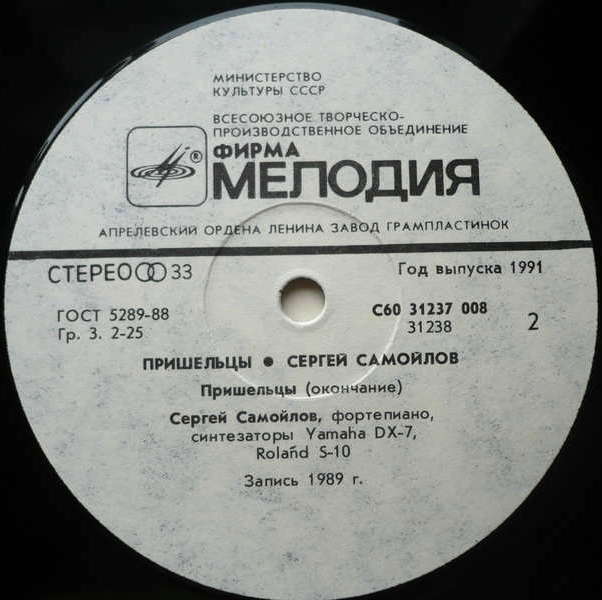 МИНИСТЕРСТВО
КУЛЬТУРЫ СССР
ВСЕСОЮЗНОЕ ТВОРЧЕСКО-
ПРОИЗВОДСТВЕННОЕ ОБЪЕДИНЕНИЕ
®
ФИРМА
МЕЛОДИЯ
АПРЕЛЕВСКИЙ ОРДЕНА ЛЕНИНА ЗАВОД ГРАМПЛАСТИНОК
СТЕРЕО 33
Год выпуска 1991
ГОСТ 5289-88
Гр. 3. 2-25
С60 31237 008
31238
2
ПРИШЕЛЬЦЫ ● СЕРГЕЙ САМОЙЛОВ
Пришельцы (окончание)
Сергей Самойлов, фортепиано,
синтезаторы Yamaha DX-7,
Roland S-10
Запись 1989 г.